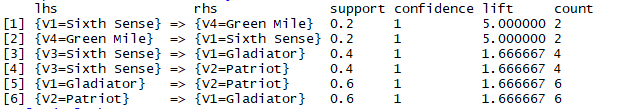 lhs rhs support confidence lift count
[1] {v1=Sixth Sense} => {V4=Green Mile} 0.2 1 5.000000 2
[2] {V4=Green Mile} => {v1=Sixth Sense} 0.2 1 5.000000 2
[3] {V3=Sixth Sense} => {v1=Gladiator} 0.4 1 1.666667 4
[4] {V3=Sixth Sense} => {v2=Patriot} 0.4 1 1.666667 4
[5] {v1=Gladiator} => {v2=Patriot} 0.6 1 1.666667 6
[6] {v2=Patriot} => {v1=Gladiator} 0.6 1 1.666667 6